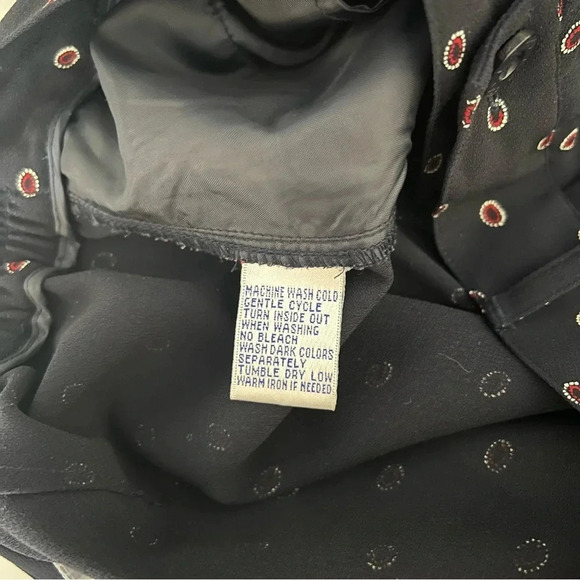 MACHINE WASH COLD
GENTLE CYCLE
TURN INSIDE OUT
WHEN WASHING
NO BLEACH
WASH DARK COLORS
SEPARATELY
TUMBLE DRY LOW
WARM IRON IF NEEDED